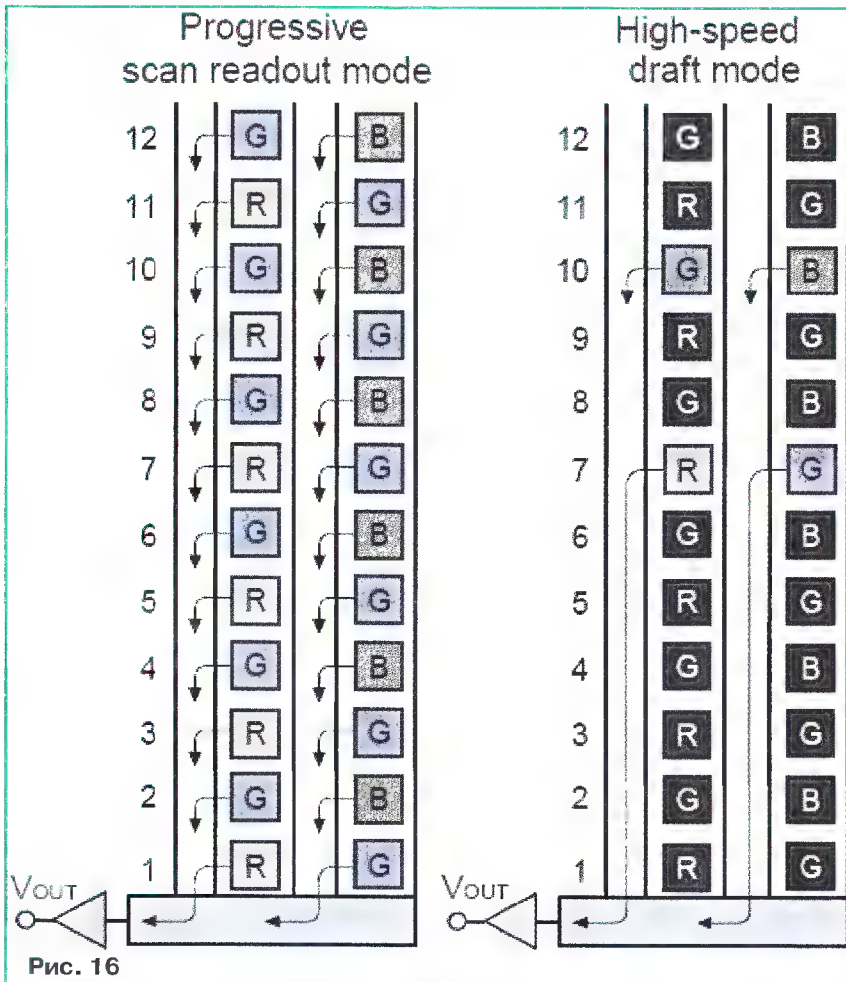 Progressive
scan readout mode
12 G B
11 R G
10 G B
9 R G
8 G B
7 R G
6 G B
5 R G
4 G B
3 R G
2 G B
1 R G
VOUT
High-speed
draft mode
12 G B
11 R G
10 G B
9 R G
8 G B
7 R G
6 G B
5 R G
4 G B
3 R G
2 G B
1 R G
VOUT
Рис. 16